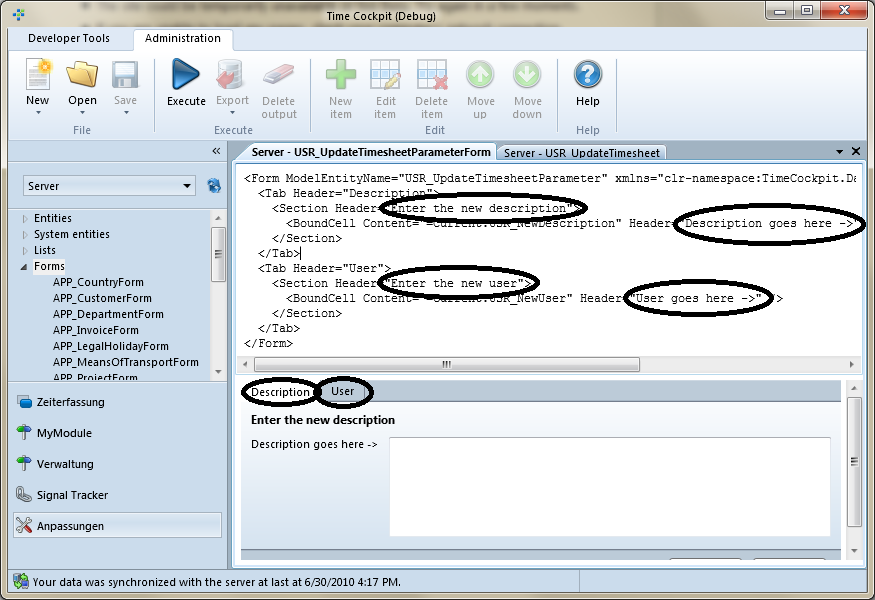 Time Cockpit (Debug)
Developer Tools
Administration
New
Open
Save
Execute
Export
Delete output
New item
Edit item
Delete item
Move up
Move down
Help
File
Execute
Edit
Help
«
Server
Entities
System entities
Lists
Forms
APP_CountryForm
APP_CustomerForm
APP_DepartmentForm
APP_InvoiceForm
APP_LegalHolidayForm
APP_MeansOfTransportForm
APP_ProjectForm
Zeiterfassung
MyModule
Verwaltung
Signal Tracker
Anpassungen
Server - USR_UpdateTimesheetParameterForm
Server - USR_UpdateTimesheet
<Form ModelEntityName="USR_UpdateTimesheetParameter" xmlns="clr-namespace:TimeCockpit.Da
<Tab Header="Description">
<Section Header="Enter the new description">
<BoundCell Content="=Current.USR_NewDescription" Header="Description goes here ->"
</Section>
</Tab>
<Tab Header="User">
<Section Header="Enter the new user">
<BoundCell Content="=Current.USR_NewUser" Header="User goes here ->" />
</Section>
</Tab>
</Form>
Description
User
Enter the new description
Description goes here ->
Your data was synchronized with the server at last at 6/30/2010 4:17 PM.